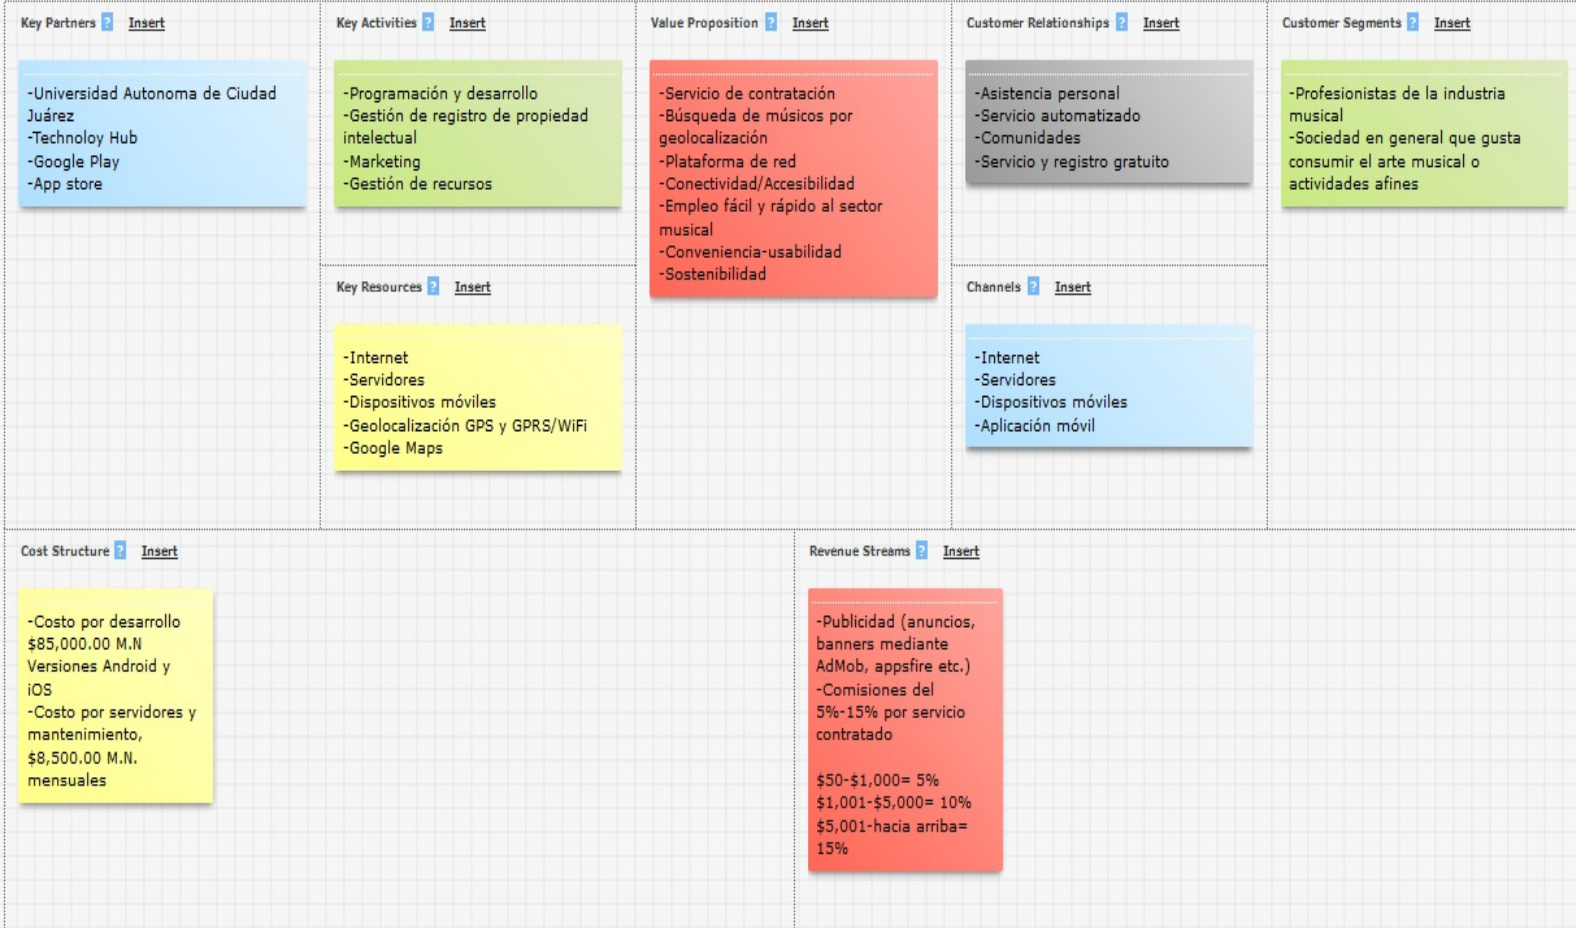 Key Partners ? Insert
-Universidad Autonoma de Ciudad
Juárez
-Technoloy Hub
-Google Play
-App store
Key Activities ? Insert
-Programación y desarrollo
-Gestión de registro de propiedad
intelectual
-Marketing
-Gestión de recursos
Key Resources ? Insert
-Internet
-Servidores
-Dispositivos móviles
-Geolocalización GPS y GPRS/WiFi
-Google Maps
Value Proposition ? Insert
-Servicio de contratación
-Búsqueda de músicos por
geolocalización
-Plataforma de red
-Conectividad/Accesibilidad
-Empleo fácil y rápido al sector
musical
-Conveniencia-usabilidad
-Sostenibilidad
Customer Relationships ? Insert
-Asistencia personal
-Servicio automatizado
-Comunidades
-Servicio y registro gratuito
Channels ? Insert
-Internet
-Servidores
-Dispositivos móviles
-Aplicación móvil
Customer Segments ? Insert
-Profesionistas de la industria
musical
-Sociedad en general que gusta
consumir el arte musical o
actividades afines
Cost Structure ? Insert
-Costo por desarrollo
$85,000.00 M.N
Versiones Android y
iOS
-Costo por servidores y
mantenimiento,
$8,500.00 M.N.
mensuales
Revenue Streams ? Insert
-Publicidad (anuncios,
banners mediante
AdMob, appsfire etc.)
-Comisiones del
5%-15% por servicio
contratado
$50-$1,000= 5%
$1,001-$5,000= 10%
$5,001-hacia arriba=
15%